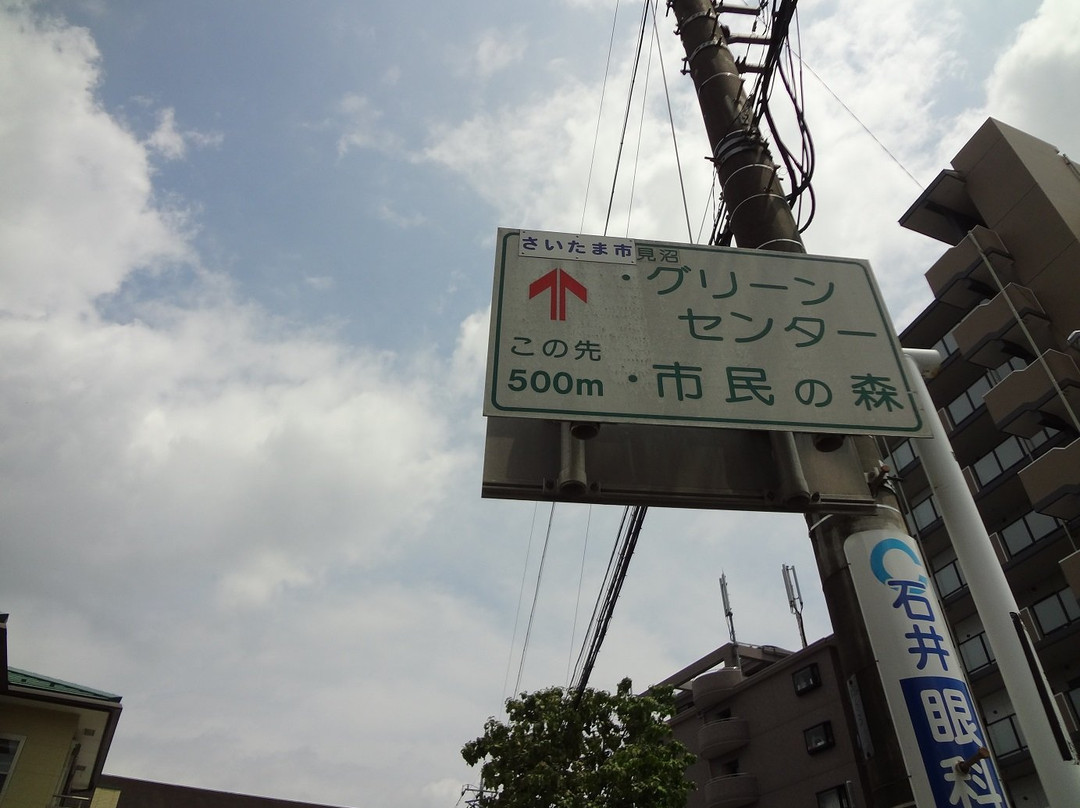 さいたま市
見沼
・グリーン
センター
この先
500m
・市民の森
石井
眼科